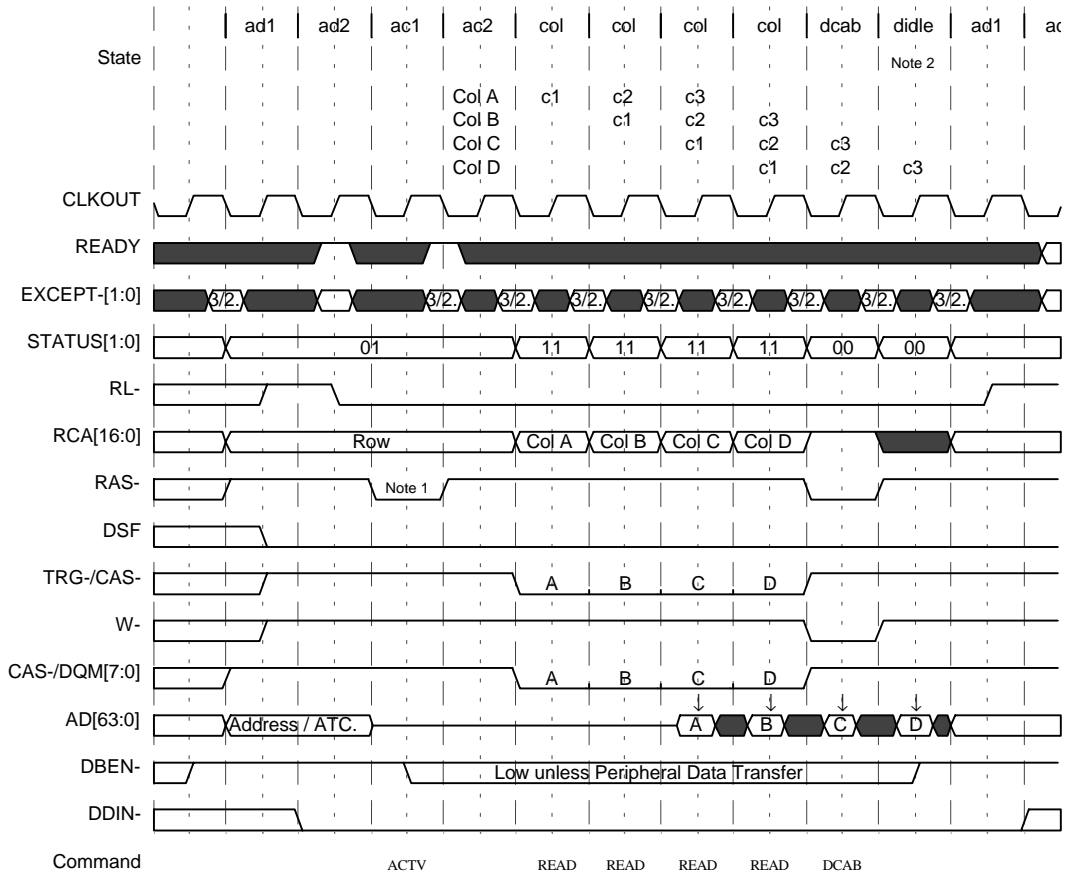 ad1 ad2 ac1 ac2 col col col col dcab didle ad1 ac
State Note 2
Col A c1 c2 c3
Col B c1 c2 c3
Col C c1 c2 c3
Col D c1 c2 c3
CLKOUT
READY
EXCEPT-[1:0] 3/2. 3/2. 3/2. 3/2. 3/2. 3/2. 3/2. 3/2. 3/2.
STATUS[1:0] 01 11 11 11 11 00 00
RL-
RCA[16:0] Row Col A Col B Col C Col D
RAS- Note 1
DSF
TRG-/CAS- A B C D
W-
CAS-/DQM[7:0] A B C D
AD[63:0] Address / ATC. A B C D
DBEN- Low unless Peripheral Data Transfer
DDIN-
Command ACTV READ READ READ READ DCAB